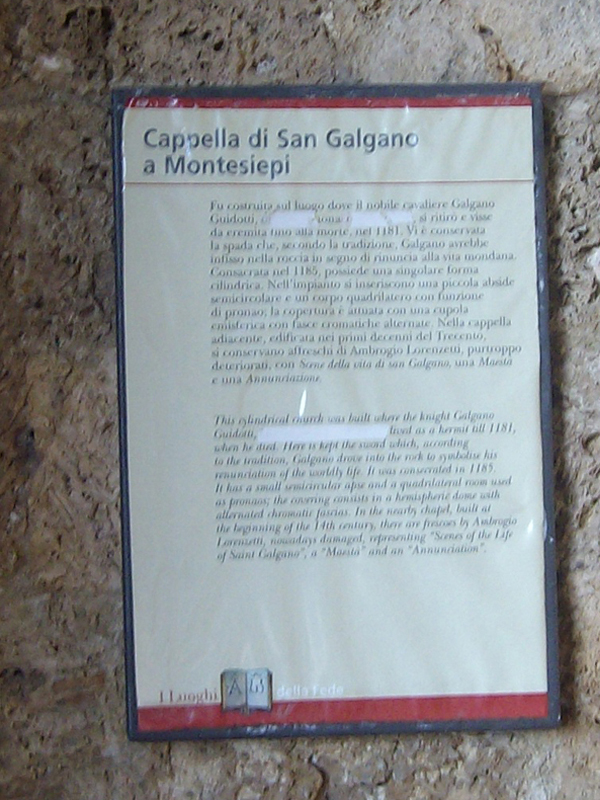 Cappella di San Galgano
a Montesiepi
Fu costruita sul luogo dove il nobile cavaliere Galgano
Guidotti, si ritirò e visse
da eremita fino alla morte, nel 1181. Vi è conservata
la spada che, secondo la tradizione, Galgano avrebbe
infisso nella roccia in segno di rinuncia alla vita mondana.
Consacrata nel 1185, possiede una singolare forma
cilindrica. Nell'impianto si inseriscono una piccola abside
semicircolare e un corpo quadrilatero con funzione
di pronao; la copertura è attuata con una cupola
emisferica con fasce cromatiche alternate. Nella cappella
adiacente, edificata nei primi decenni del Trecento,
si conservano affreschi di Ambrogio Lorenzetti, purtroppo
deteriorati, con Scene della vita di san Galgano, una Maestà
e una Annunciazione.
This cylindrical church was built where the knight Galgano
Guidotti, lived as a hermit till 1181,
when he died. Here is kept the sword which, according
to the tradition, Galgano drove into the rock to symbolise his
renunciation of the worldly life. It was consecrated in 1185.
It has a small semicircular apse and a quadrilateral room used
as pronaos; the covering consists in a hemispheric dome with
alternated chromatic fascias. In the nearby chapel, built at
the beginning of the 14th century, there are frescoes by Ambrogio
Lorenzetti, nowadays damaged, representing "Scenes of the Life
of Saint Galgano", a "Maestà" and an "Annunciation".
I Luoghi della Fede